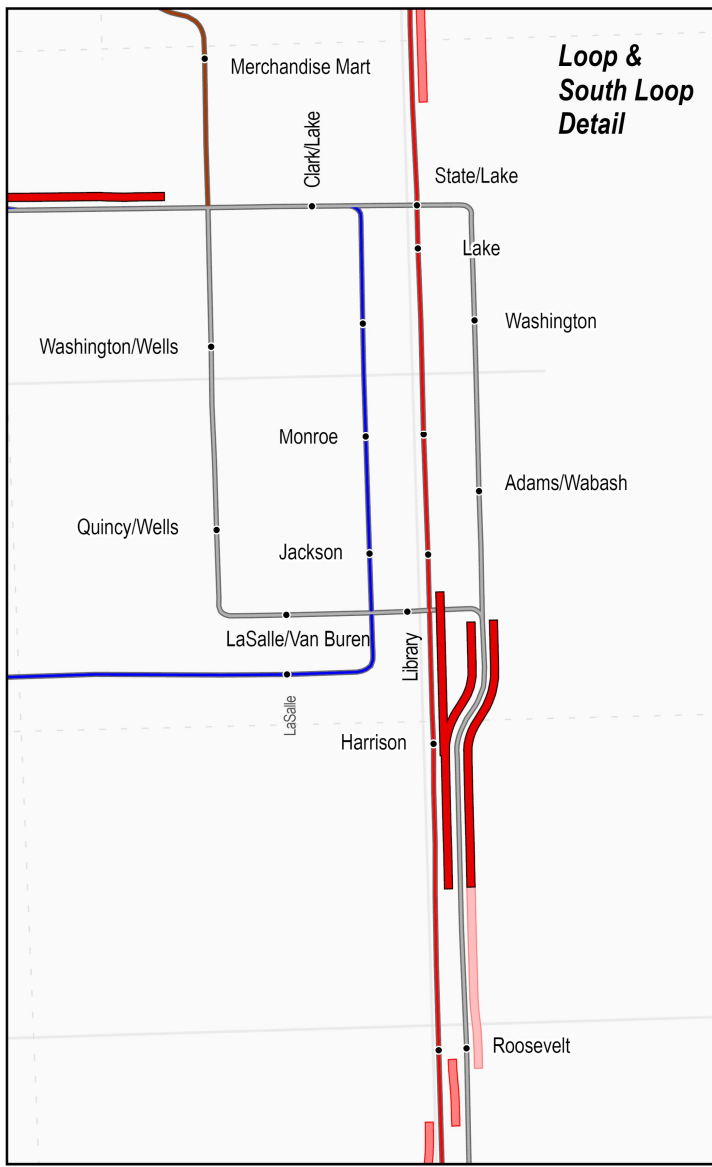 Loop &
South Loop
Detail
Merchandise Mart
Clark/Lake
State/Lake
Lake
Washington
Washington/Wells
Monroe
Adams/Wabash
Quincy/Wells
Jackson
LaSalle/Van Buren
Library
LaSalle
Harrison
Roosevelt